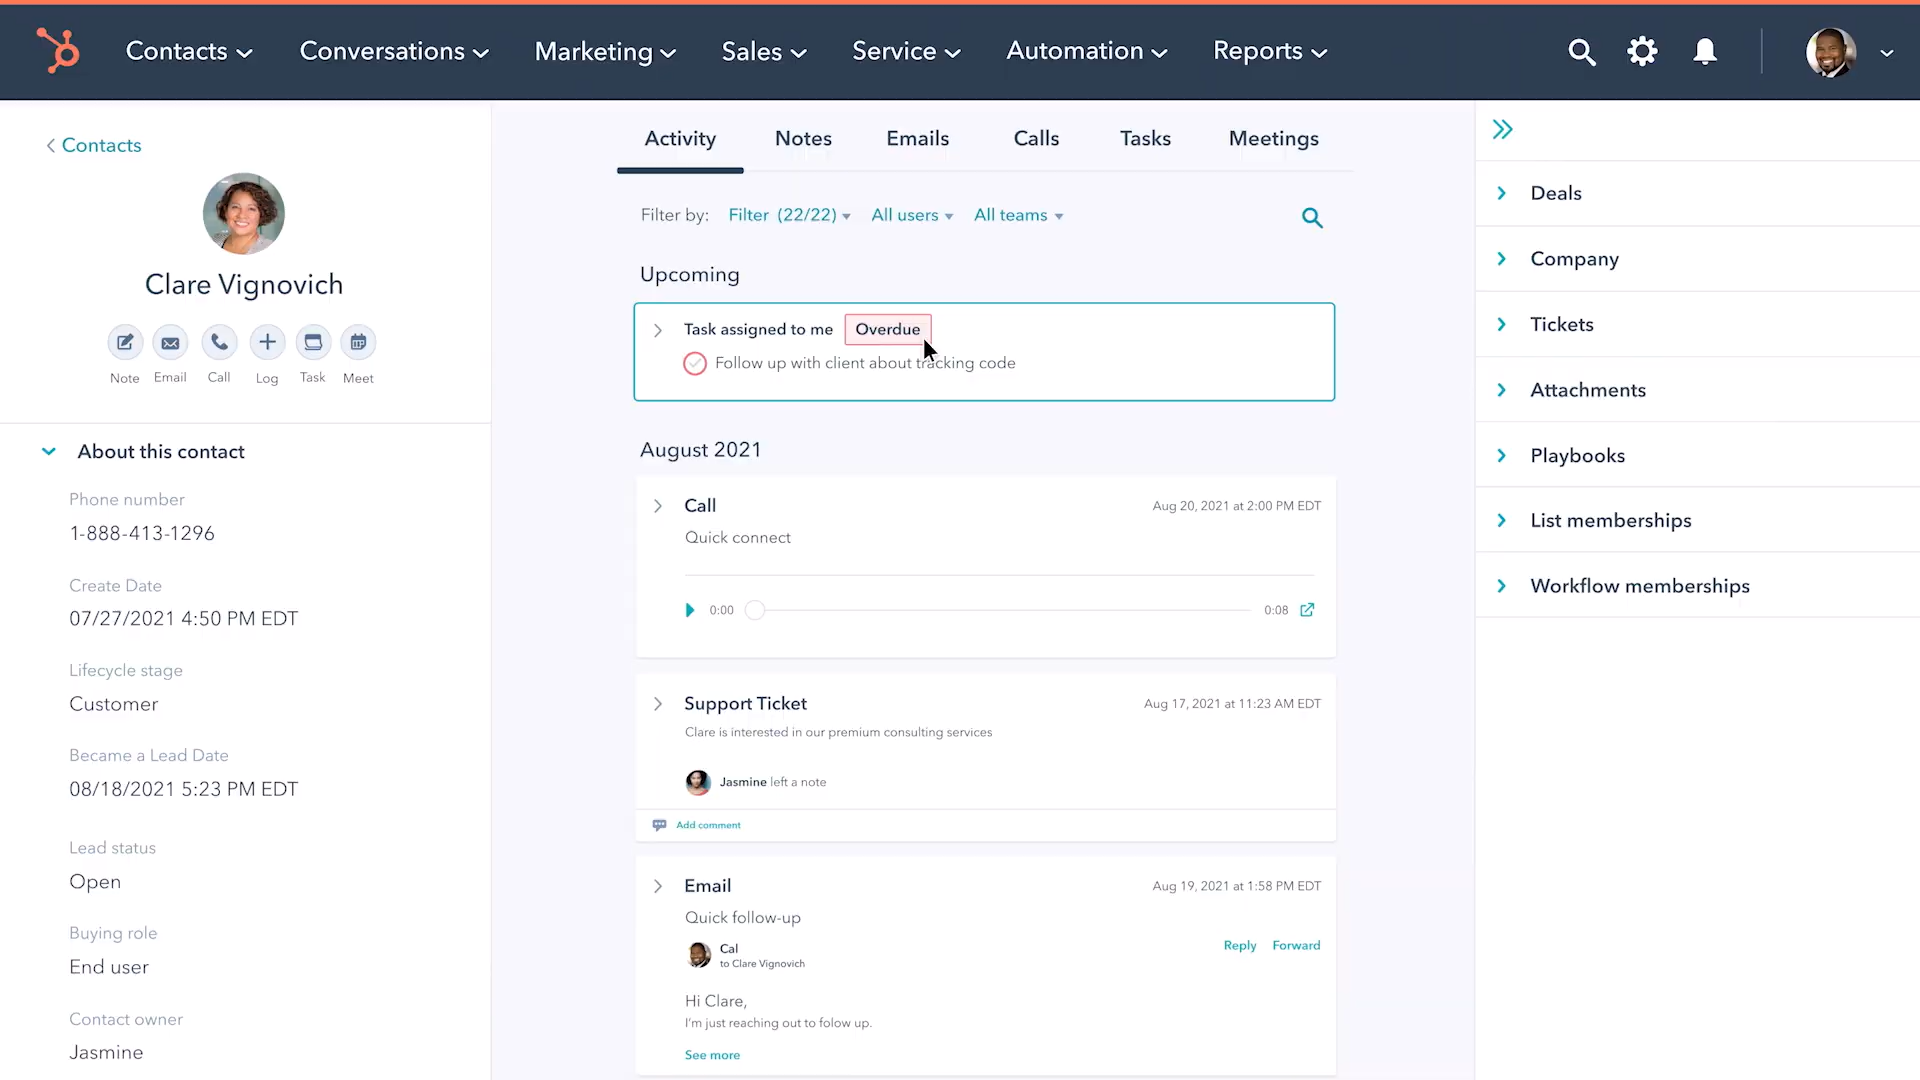 Contacts
Conversations
Marketing
Sales
Service
Automation
Reports
Contacts
Clare Vignovich
Note
Email
Call
Log
Task
Meet
About this contact
Phone number
1-888-413-1296
Create Date
07/27/2021 4:50 PM EDT
Lifecycle stage
Customer
Became a Lead Date
08/18/2021 5:23 PM EDT
Lead status
Open
Buying role
End user
Contact owner
Jasmine
Activity
Notes
Emails
Calls
Tasks
Meetings
Filter by: Filter (22/22) All users All teams
Upcoming
Task assigned to me Overdue
Follow up with client about tracking code
August 2021
Call Aug 20, 2021 at 2:00 PM EDT
Quick connect
0:00 0:08
Support Ticket Aug 17, 2021 at 11:23 AM EDT
Clare is interested in our premium consulting services
Jasmine left a note
Add comment
Email Aug 19, 2021 at 1:58 PM EDT
Quick follow-up
Cal
to Clare Vignovich
Reply Forward
Hi Clare,
I'm just reaching out to folow up.
See more
Deals
Company
Tickets
Attachments
Playbooks
List memberships
Workflow memberships